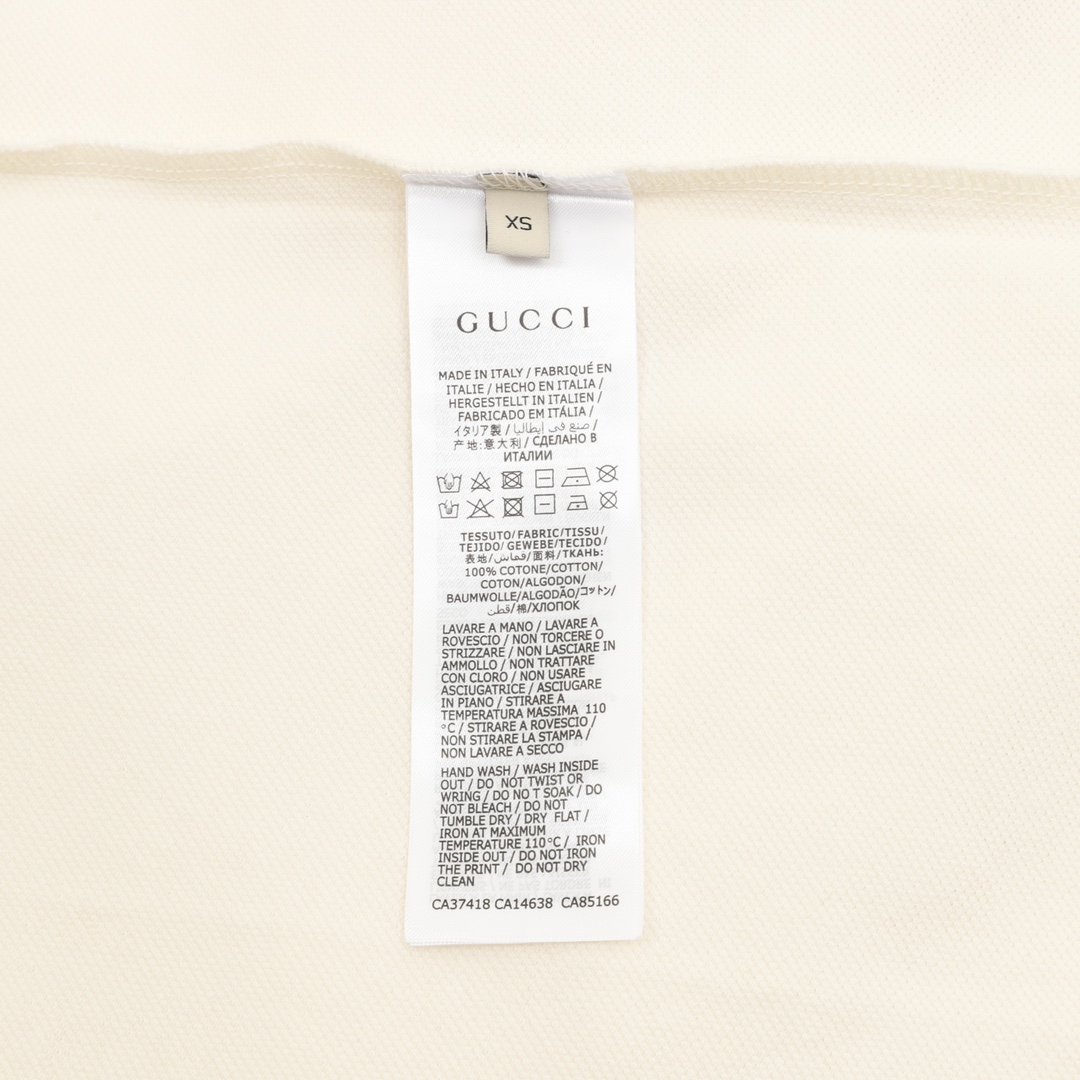 XS
GUCCI
MADE IN ITALY / FABRIQUÉ EN
ITALIE / HECHO EN ITALIA /
HERGESTELLT IN ITALIEN /
FABRICADO EM ITÁLIA /
イタリア製 / صنع في إيطاليا /
产地:意大利 / СДЕЛАНО В
ИТАЛИИ
TESSUTO/FABRIC/TISSU/
TEJIDO/ GEWEBE/TECIDO/
表地/قماش/面料/ТКАНЬ:
100% COTONE/COTTON/
COTON/ALGODON/
BAUMWOLLE/ALGODÃO/コットン/
قطن/棉/ХЛОПОК
LAVARE A MANO / LAVARE A
ROVESCIO / NON TORCERE O
STRIZZARE / NON LASCIARE IN
AMMOLLO / NON TRATTARE
CON CLORO / NON USARE
ASCIUGATRICE / ASCIUGARE
IN PIANO / STIRARE A
TEMPERATURA MASSIMA 110
°C / STIRARE A ROVESCIO /
NON STIRARE LA STAMPA /
NON LAVARE A SECCO
HAND WASH / WASH INSIDE
OUT / DO NOT TWIST OR
WRING / DO NO T SOAK / DO
NOT BLEACH / DO NOT
TUMBLE DRY / DRY FLAT /
IRON AT MAXIMUM
TEMPERATURE 110°C / IRON
INSIDE OUT / DO NOT IRON
THE PRINT / DO NOT DRY
CLEAN
CA37418 CA14638 CA85166